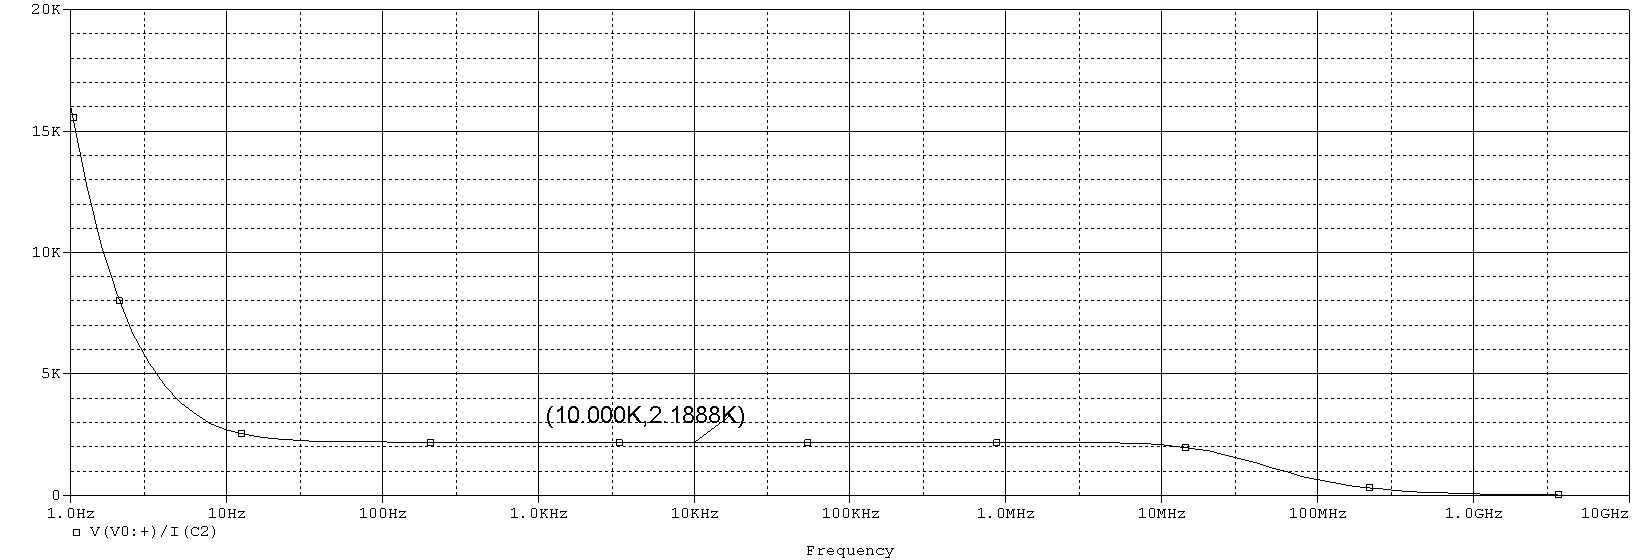 20K
15K
10K
5K
(10.000K,2.1888K)
0
1.0Hz 10Hz 100Hz 1.0KHz 10KHz 100KHz 1.0MHz 10MHz 100MHz 1.0GHz 10GHz
V(V0:+)/I(C2)
Frequency